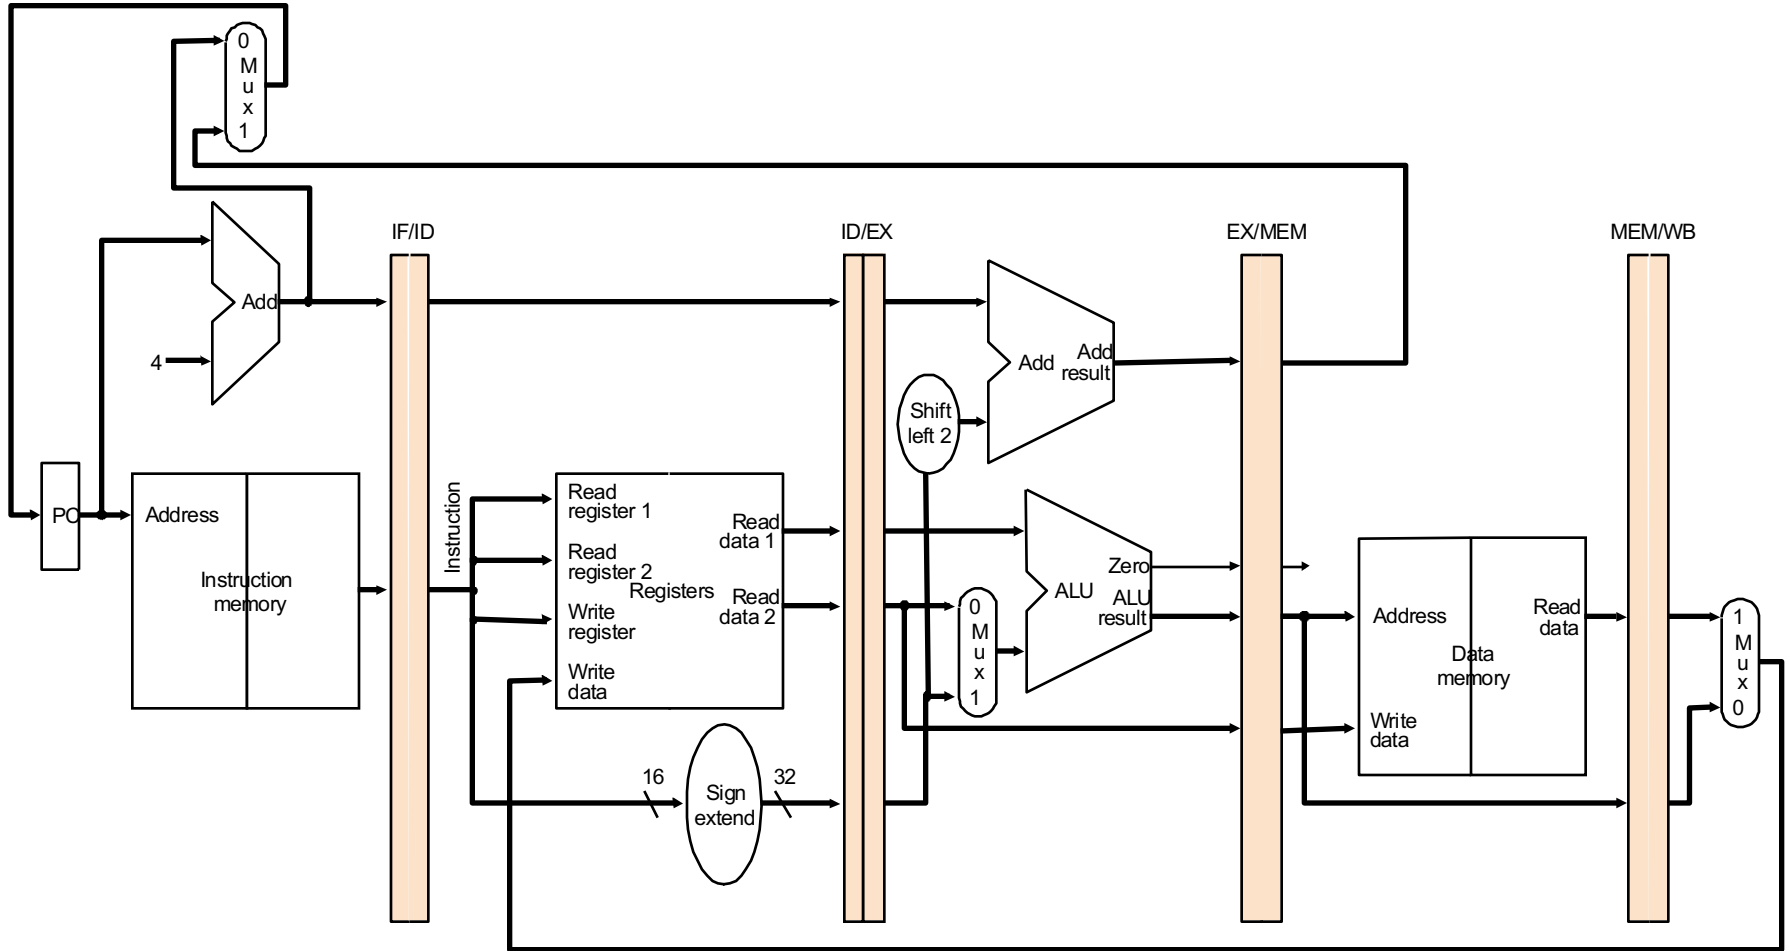 0
M
u
x
1
IF/ID
ID/EX
EX/MEM
MEM/WB
Add
4
Add
Add
result
Shift
left 2
PC
Address
Instruction
memory
Instruction
Read
register 1
Read
register 2
Write
register
Write
data
Registers
Read
data 1
Read
data 2
0
M
u
x
1
ALU
Zero
ALU
result
Address
Write
data
Data
memory
Read
data
1
M
u
x
0
16
Sign
extend
32